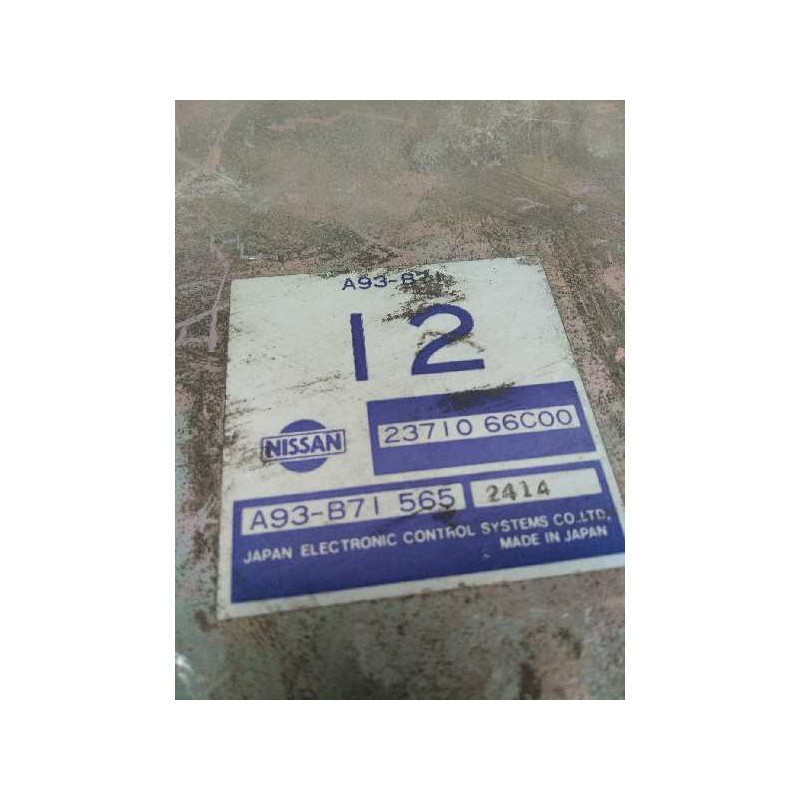 A93-B71
12
NISSAN
23710 66C00
A93-B71 565 2414
JAPAN ELECTRONIC CONTROL SYSTEMS CO.,LTD.
MADE IN JAPAN